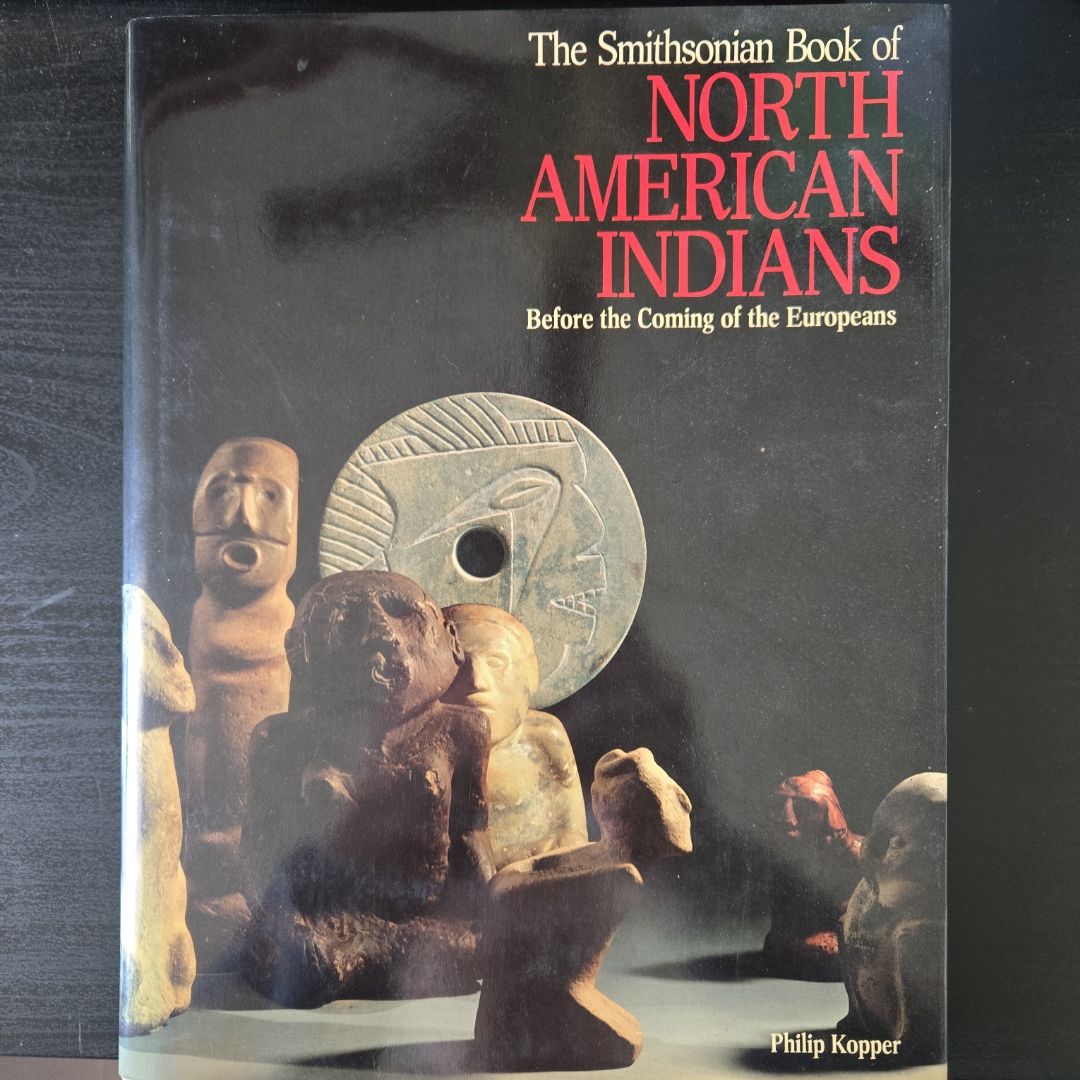 The Smithsonian Book of
NORTH
AMERICAN
INDIANS
Before the Coming of the Europeans
Philip Kopper